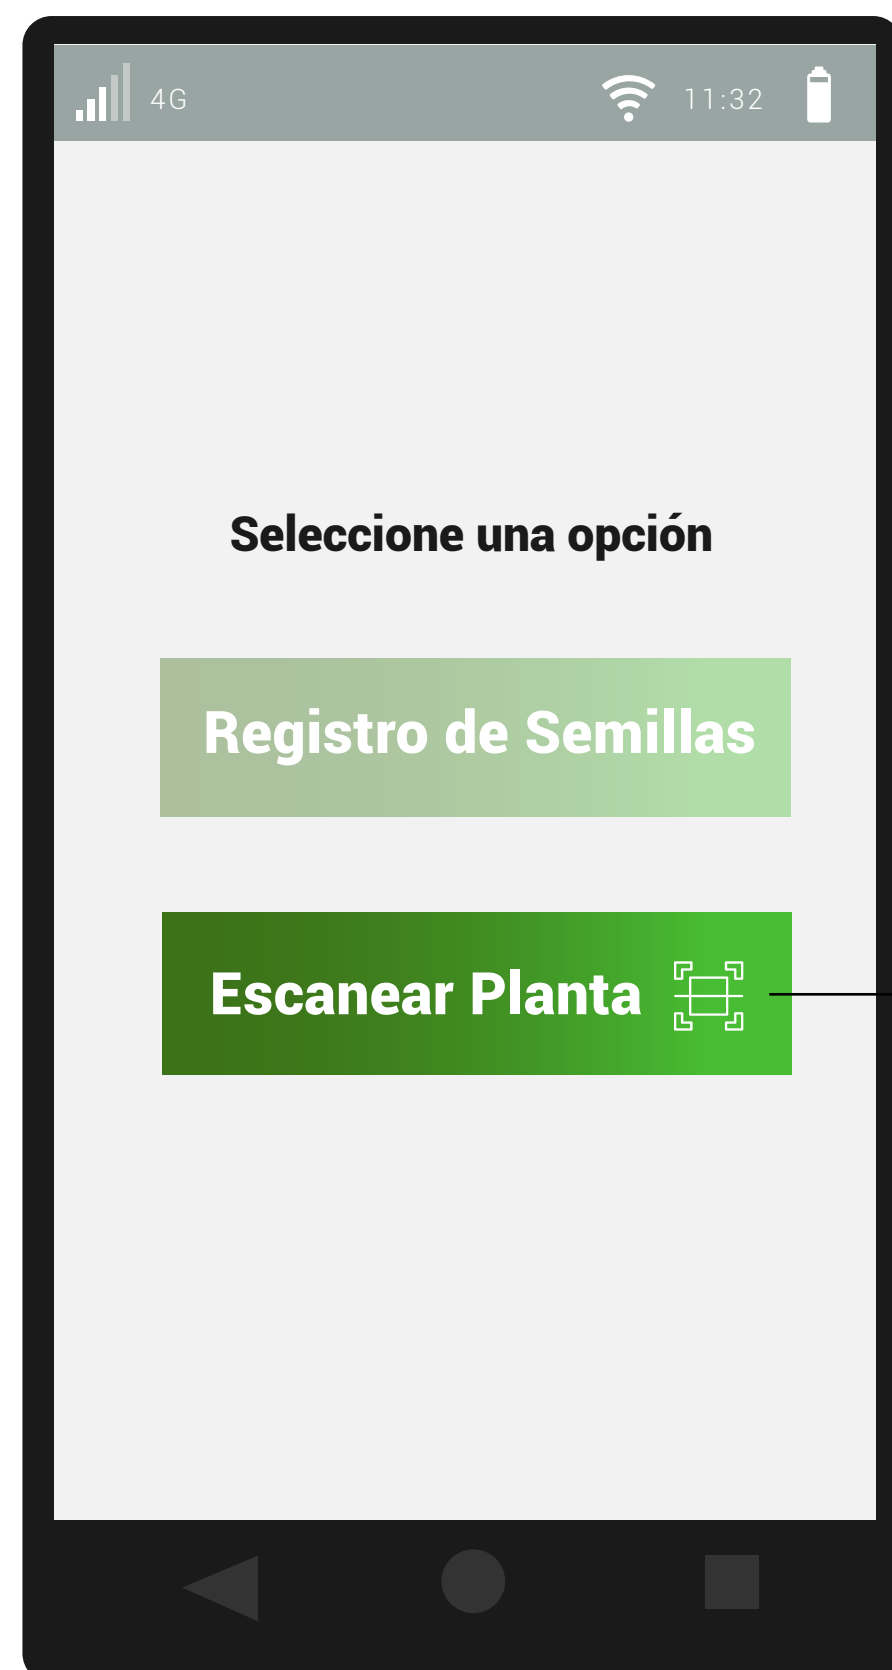 4G 11:32
Seleccione una opción
Registro de Semillas
Escanear Planta